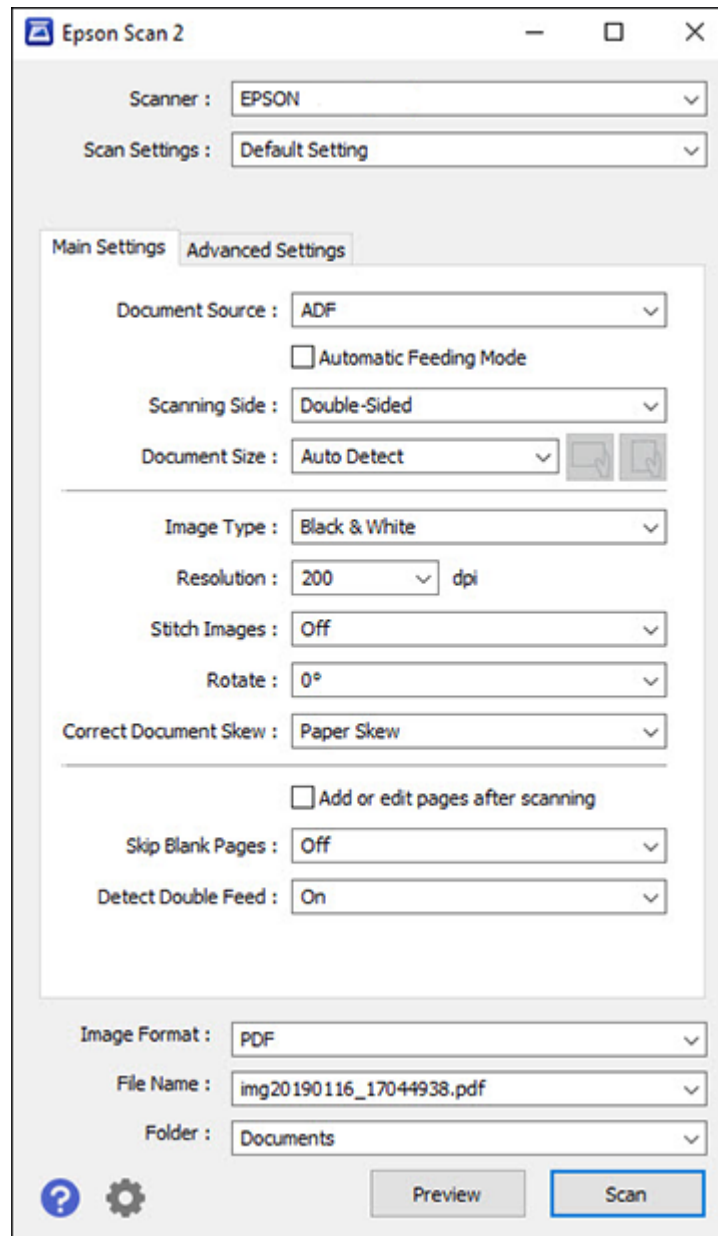 Epson Scan 2
Scanner : EPSON
Scan Settings : Default Setting
Main Settings Advanced Settings
Document Source : ADF
Automatic Feeding Mode
Scanning Side : Double-Sided
Document Size : Auto Detect
Image Type : Black & White
Resolution : 200 dpi
Stitch Images : Off
Rotate : 0°
Correct Document Skew : Paper Skew
Add or edit pages after scanning
Skip Blank Pages : Off
Detect Double Feed : On
Image Format : PDF
File Name : img20190116_17044938.pdf
Folder : Documents
? Preview Scan